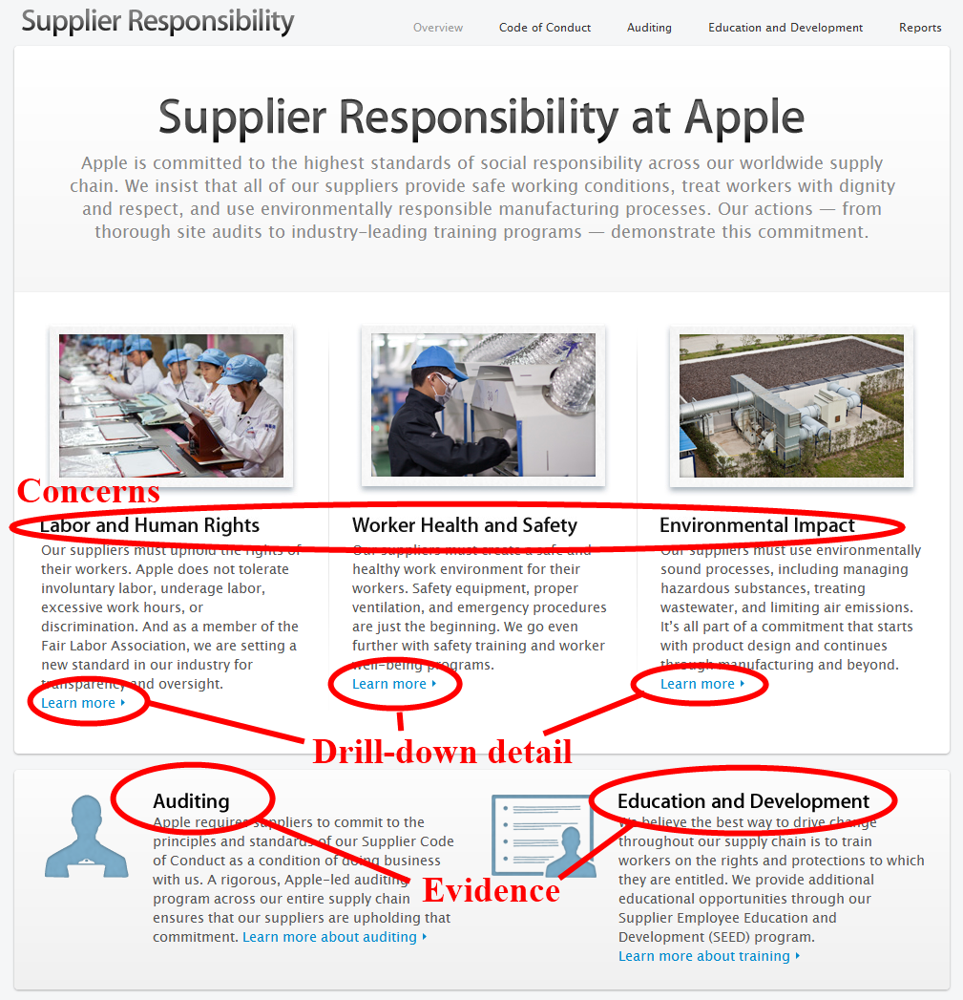 Supplier Responsibility
Overview Code of Conduct Auditing Education and Development Reports
Supplier Responsibility at Apple
Apple is committed to the highest standards of social responsibility across our worldwide supply
chain. We insist that all of our suppliers provide safe working conditions, treat workers with dignity
and respect, and use environmentally responsible manufacturing processes. Our actions — from
thorough site audits to industry-leading training programs — demonstrate this commitment.
Concerns
Labor and Human Rights
Our suppliers must uphold the rights of
their workers. Apple does not tolerate
involuntary labor, underage labor,
excessive work hours, or
discrimination. And as a member of the
Fair Labor Association, we are setting a
new standard in our industry for
transparency and oversight.
Learn more
Worker Health and Safety
Our suppliers must create a safe and
healthy work environment for their
workers. Safety equipment, proper
ventilation, and emergency procedures
are just the beginning. We go even
further with safety training and worker
well-being programs.
Learn more
Environmental Impact
Our suppliers must use environmentally
sound processes, including managing
hazardous substances, treating
wastewater, and limiting air emissions.
It's all part of a commitment that starts
with product design and continues
through manufacturing and beyond.
Learn more
Drill-down detail
Auditing
Apple requires suppliers to commit to the
principles and standards of our Supplier Code
of Conduct as a condition of doing business
with us. A rigorous, Apple-led auditing
program across our entire supply chain
ensures that our suppliers are upholding that
commitment. Learn more about auditing
Evidence
Education and Development
We believe the best way to drive change
throughout our supply chain is to train
workers on the rights and protections to which
they are entitled. We provide additional
educational opportunities through our
Supplier Employee Education and
Development (SEED) program.
Learn more about training